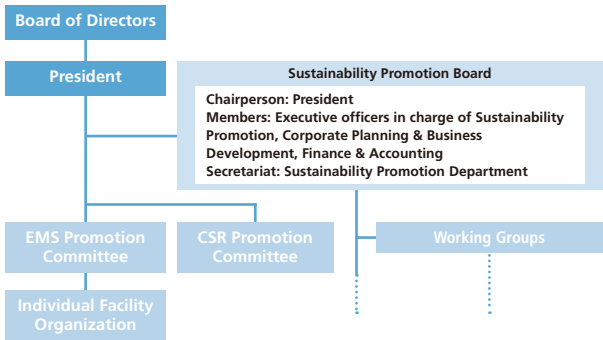 Board of Directors
President
Sustainability Promotion Board
Chairperson: President
Members: Executive officers in charge of Sustainability
Promotion, Corporate Planning & Business
Development, Finance & Accounting
Secretariat: Sustainability Promotion Department
EMS Promotion
Committee
CSR Promotion
Committee
Working Groups
Individual Facility
Organization